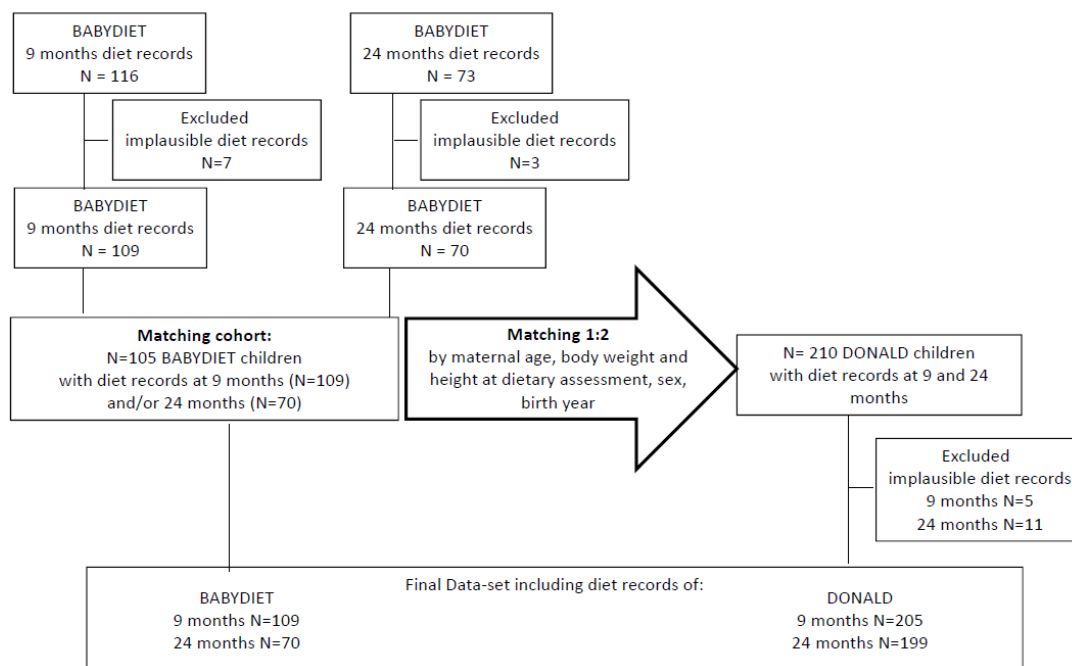 BABYDIET
9 months diet records
N = 116
BABYDIET
24 months diet records
N = 73
Excluded
implausible diet records
N=7
Excluded
implausible diet records
N=3
BABYDIET
9 months diet records
N = 109
BABYDIET
24 months diet records
N = 70
Matching cohort:
N=105 BABYDIET children
with diet records at 9 months (N=109)
and/or 24 months (N=70)
Matching 1:2
by maternal age, body weight and
height at dietary assessment, sex,
birth year
N= 210 DONALD children
with diet records at 9 and 24
months
Excluded
implausible diet records
9 months N=5
24 months N=11
Final Data-set including diet records of:
BABYDIET
9 months N=109
24 months N=70
DONALD
9 months N=205
24 months N=199